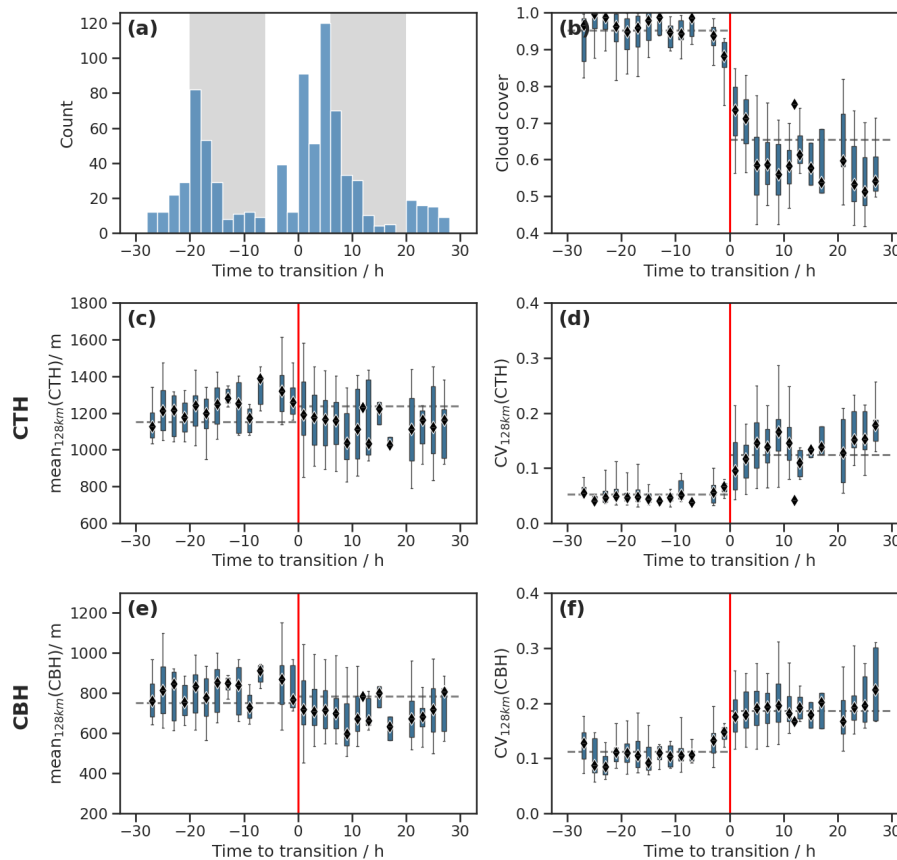 (a)
120
100
80
60
40
20
0
Count
−30 −20 −10 0 10 20 30
Time to transition / h
(b)
1.0
0.9
0.8
0.7
0.6
0.5
0.4
Cloud cover
−30 −20 −10 0 10 20 30
Time to transition / h
CTH
(c)
1800
1600
1400
1200
1000
800
600
mean128km(CTH)/ m
−30 −20 −10 0 10 20 30
Time to transition / h
(d)
0.4
0.3
0.2
0.1
0.0
CV128km(CTH)
−30 −20 −10 0 10 20 30
Time to transition / h
CBH
(e)
1200
1000
800
600
400
200
mean128km(CBH)/ m
−30 −20 −10 0 10 20 30
Time to transition / h
(f)
0.4
0.3
0.2
0.1
0.0
CV128km(CBH)
−30 −20 −10 0 10 20 30
Time to transition / h